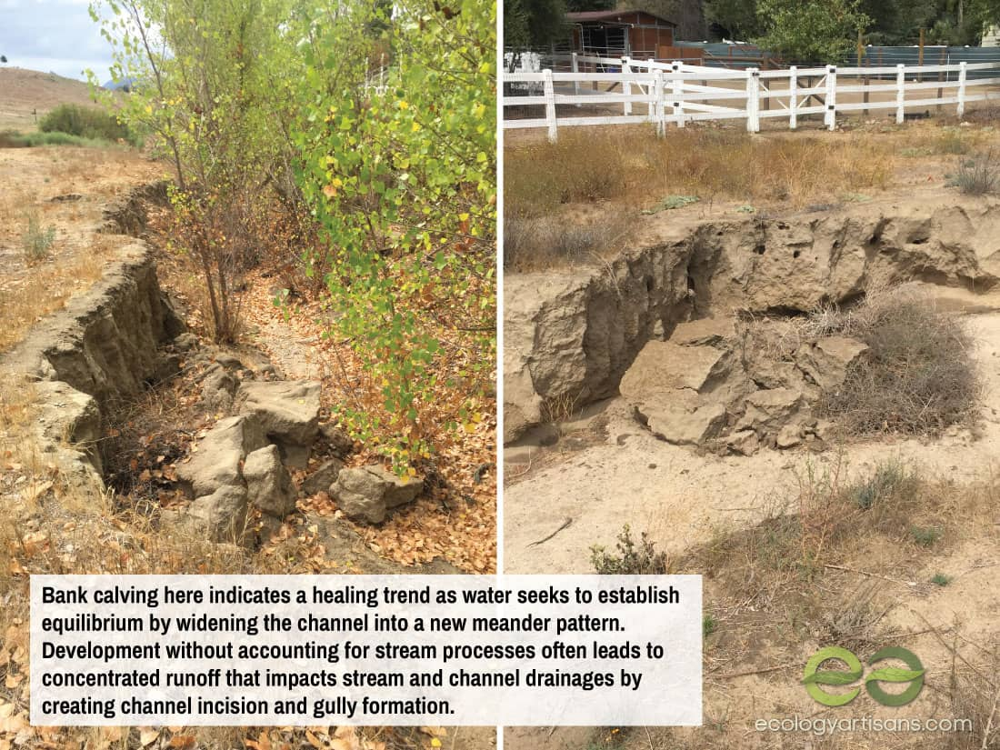 Bank calving here indicates a healing trend as water seeks to establish
equilibrium by widening the channel into a new meander pattern.
Development without accounting for stream processes often leads to
concentrated runoff that impacts stream and channel drainages by
creating channel incision and gully formation.
ecologyartisans.com